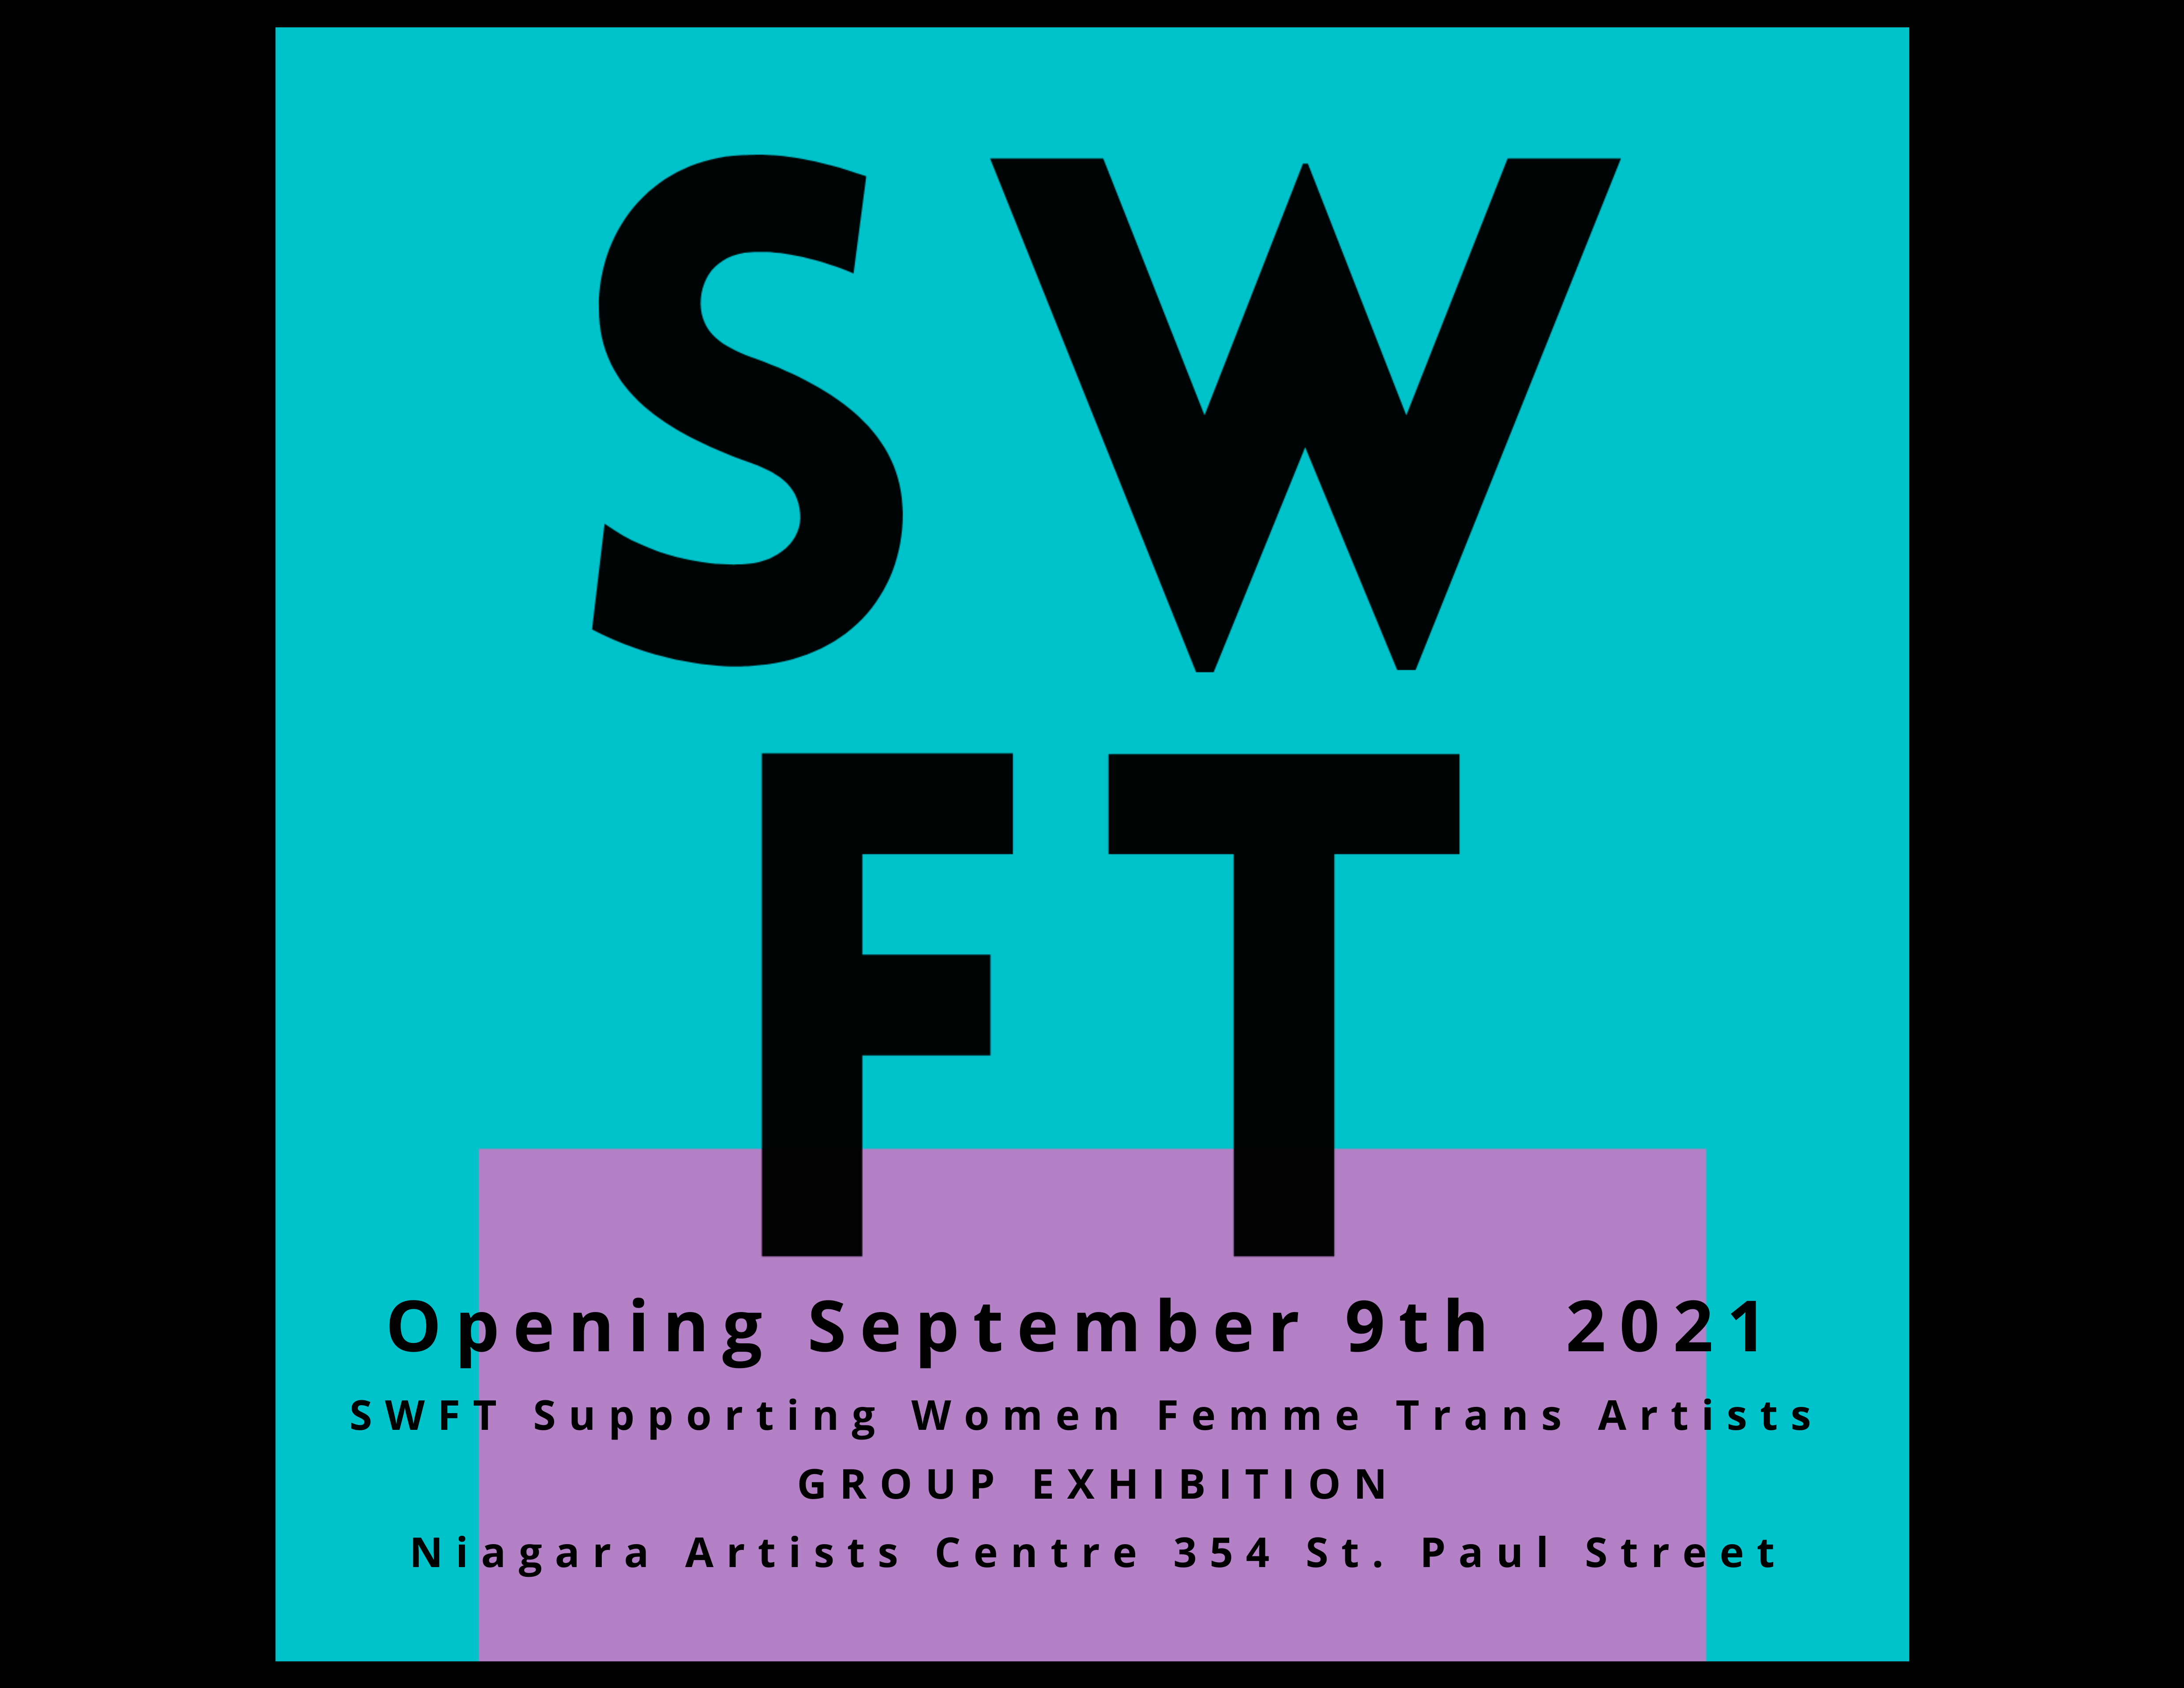 SW
FT
Opening September 9th 2021
SWFT Supporting Women Femme Trans Artists
GROUP EXHIBITION
Niagara Artists Centre 354 St. Paul Street